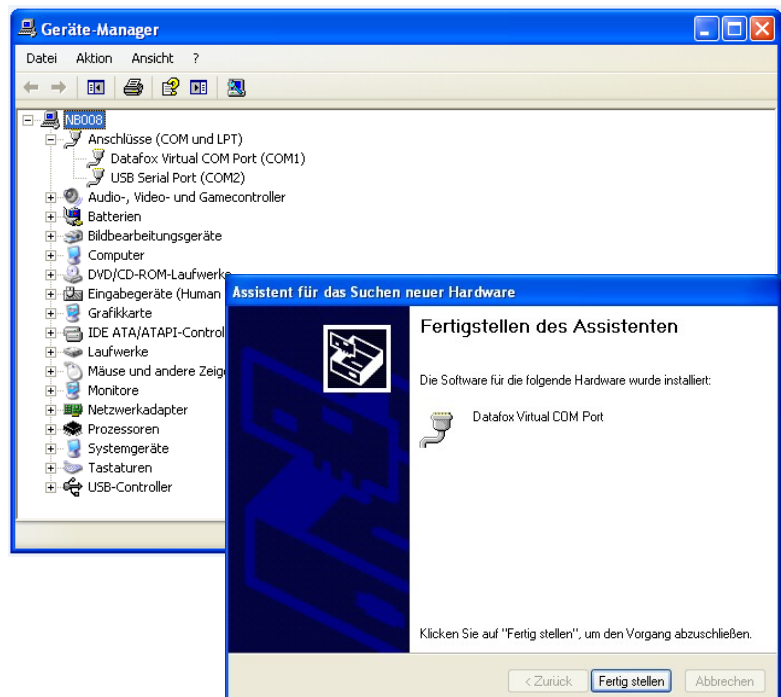 Geräte-Manager
Datei Aktion Ansicht ?
NB008
Anschlüsse (COM und LPT)
Datafox Virtual COM Port (COM1)
USB Serial Port (COM2)
Audio-, Video- und Gamecontroller
Batterien
Bildbearbeitungsgeräte
Computer
DVD/CD-ROM-Laufwerke
Eingabegeräte (Human
Grafikkarte
IDE ATA/ATAPI-Control
Laufwerke
Mäuse und andere Zeig
Monitore
Netzwerkadapter
Prozessoren
Systemgeräte
Tastaturen
USB-Controller
Assistent für das Suchen neuer Hardware
Fertigstellen des Assistenten
Die Software für die folgende Hardware wurde installiert:
Datafox Virtual COM Port
Klicken Sie auf "Fertig stellen", um den Vorgang abzuschließen.
< Zurück Fertig stellen Abbrechen